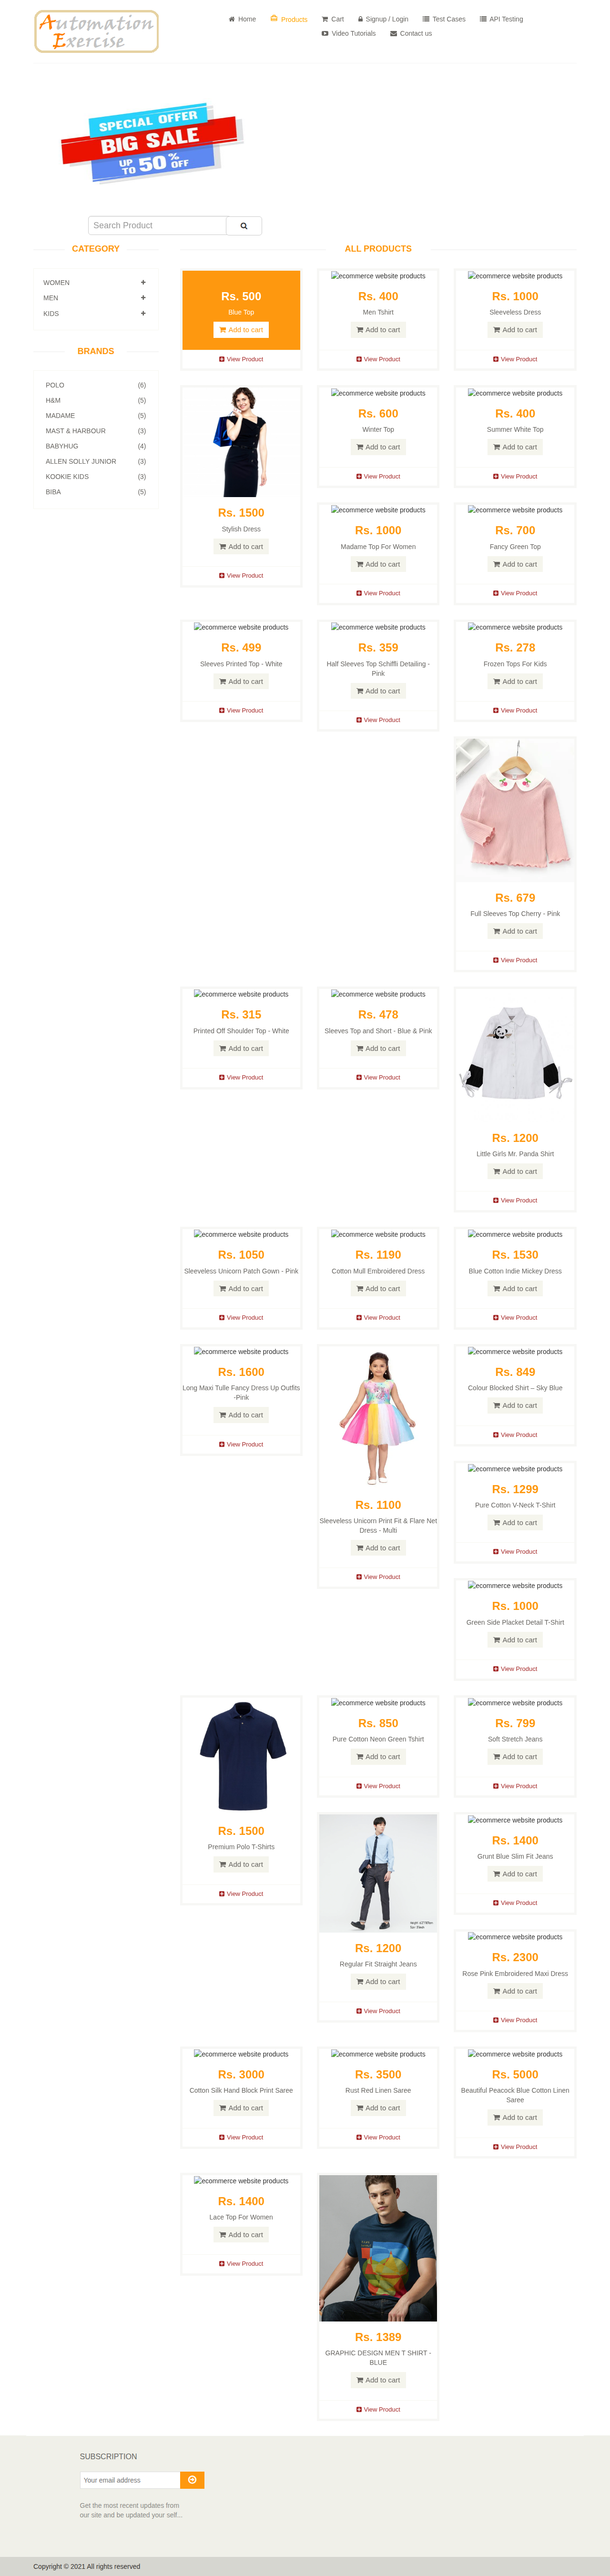 Automation
Exercise
Home
Products
Cart
Signup / Login
Test Cases
API Testing
Video Tutorials
Contact us
SPECIAL OFFER
BIG SALE
UP TO 50% OFF
Search Product
CATEGORY
WOMEN
MEN
KIDS
BRANDS
POLO (6)
H&M (5)
MADAME (5)
MAST & HARBOUR (3)
BABYHUG (4)
ALLEN SOLLY JUNIOR (3)
KOOKIE KIDS (3)
BIBA (5)
ALL PRODUCTS
Rs. 500
Blue Top
Add to cart
View Product
ecommerce website products
Rs. 400
Men Tshirt
Add to cart
View Product
ecommerce website products
Rs. 1000
Sleeveless Dress
Add to cart
View Product
Rs. 1500
Stylish Dress
Add to cart
View Product
ecommerce website products
Rs. 600
Winter Top
Add to cart
View Product
ecommerce website products
Rs. 400
Summer White Top
Add to cart
View Product
ecommerce website products
Rs. 1000
Madame Top For Women
Add to cart
View Product
ecommerce website products
Rs. 700
Fancy Green Top
Add to cart
View Product
ecommerce website products
Rs. 499
Sleeves Printed Top - White
Add to cart
View Product
ecommerce website products
Rs. 359
Half Sleeves Top Schiffli Detailing -
Pink
Add to cart
View Product
ecommerce website products
Rs. 278
Frozen Tops For Kids
Add to cart
View Product
Rs. 679
Full Sleeves Top Cherry - Pink
Add to cart
View Product
ecommerce website products
Rs. 315
Printed Off Shoulder Top - White
Add to cart
View Product
ecommerce website products
Rs. 478
Sleeves Top and Short - Blue & Pink
Add to cart
View Product
Rs. 1200
Little Girls Mr. Panda Shirt
Add to cart
View Product
ecommerce website products
Rs. 1050
Sleeveless Unicorn Patch Gown - Pink
Add to cart
View Product
ecommerce website products
Rs. 1190
Cotton Mull Embroidered Dress
Add to cart
View Product
ecommerce website products
Rs. 1530
Blue Cotton Indie Mickey Dress
Add to cart
View Product
ecommerce website products
Rs. 1600
Long Maxi Tulle Fancy Dress Up Outfits
-Pink
Add to cart
View Product
Rs. 1100
Sleeveless Unicorn Print Fit & Flare Net
Dress - Multi
Add to cart
View Product
ecommerce website products
Rs. 849
Colour Blocked Shirt – Sky Blue
Add to cart
View Product
ecommerce website products
Rs. 1299
Pure Cotton V-Neck T-Shirt
Add to cart
View Product
ecommerce website products
Rs. 1000
Green Side Placket Detail T-Shirt
Add to cart
View Product
Rs. 1500
Premium Polo T-Shirts
Add to cart
View Product
ecommerce website products
Rs. 850
Pure Cotton Neon Green Tshirt
Add to cart
View Product
ecommerce website products
Rs. 799
Soft Stretch Jeans
Add to cart
View Product
Rs. 1200
Regular Fit Straight Jeans
Add to cart
View Product
ecommerce website products
Rs. 1400
Grunt Blue Slim Fit Jeans
Add to cart
View Product
ecommerce website products
Rs. 2300
Rose Pink Embroidered Maxi Dress
Add to cart
View Product
ecommerce website products
Rs. 3000
Cotton Silk Hand Block Print Saree
Add to cart
View Product
ecommerce website products
Rs. 3500
Rust Red Linen Saree
Add to cart
View Product
ecommerce website products
Rs. 5000
Beautiful Peacock Blue Cotton Linen
Saree
Add to cart
View Product
ecommerce website products
Rs. 1400
Lace Top For Women
Add to cart
View Product
Rs. 1389
GRAPHIC DESIGN MEN T SHIRT -
BLUE
Add to cart
View Product
SUBSCRIPTION
Your email address
Get the most recent updates from
our site and be updated your self...
Copyright © 2021 All rights reserved